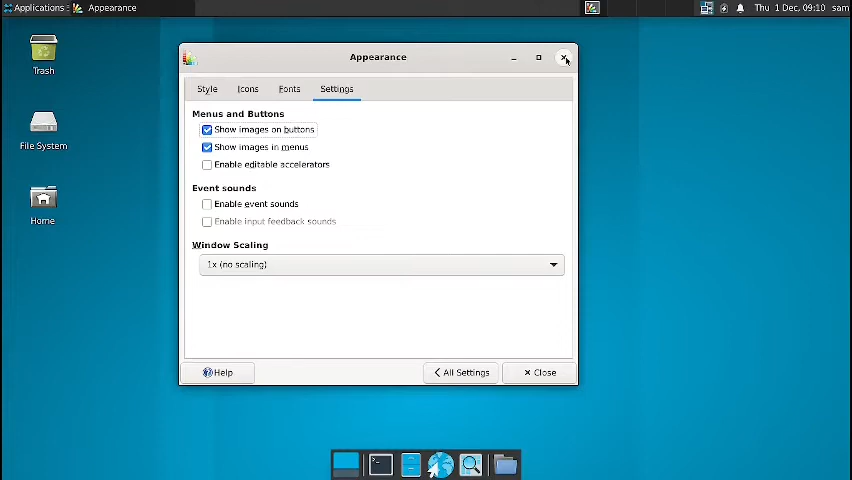 Applications
Appearance
Thu 1 Dec, 09:10 sam
Trash
File System
Home
Appearance
Style Icons Fonts Settings
Menus and Buttons
Show images on buttons
Show images in menus
Enable editable accelerators
Event sounds
Enable event sounds
Enable input feedback sounds
Window Scaling
1x (no scaling)
Help
All Settings
Close